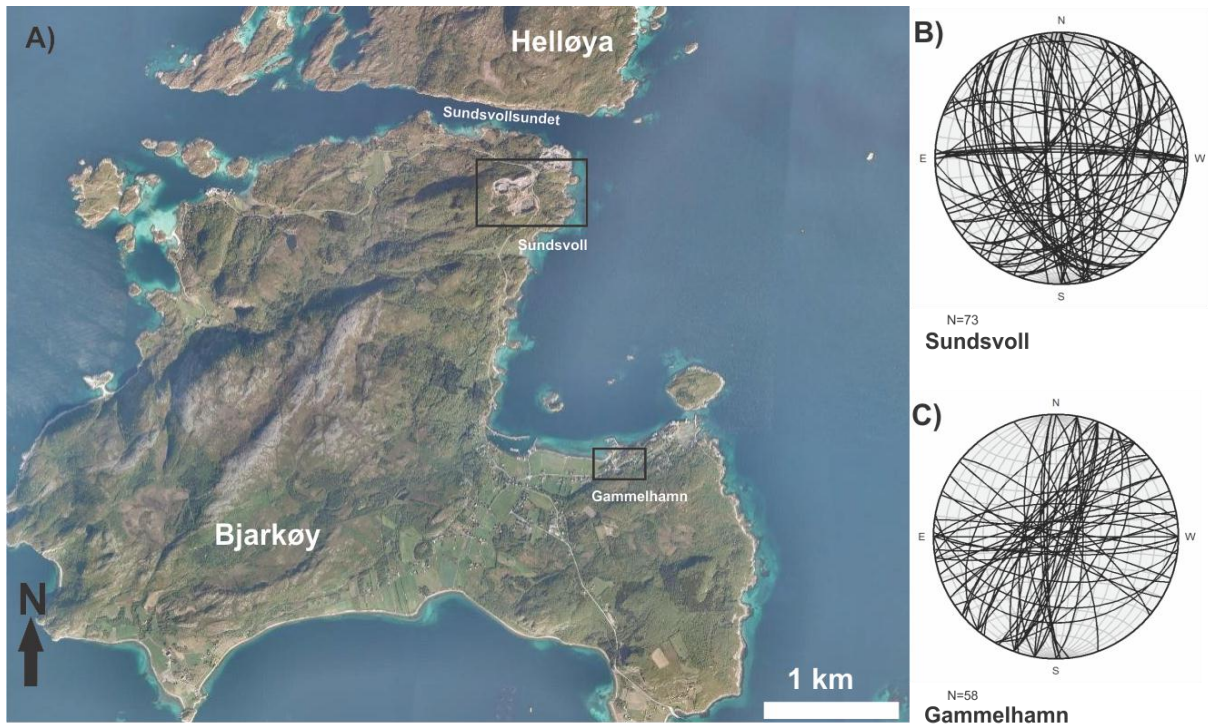 A)
Helløya
Sundsvollsundet
Sundsvoll
Gammelhamn
Bjarkøy
N
1 km
B)
N
E
W
S
N=73
Sundsvoll
C)
N
E
W
S
N=58
Gammelhamn